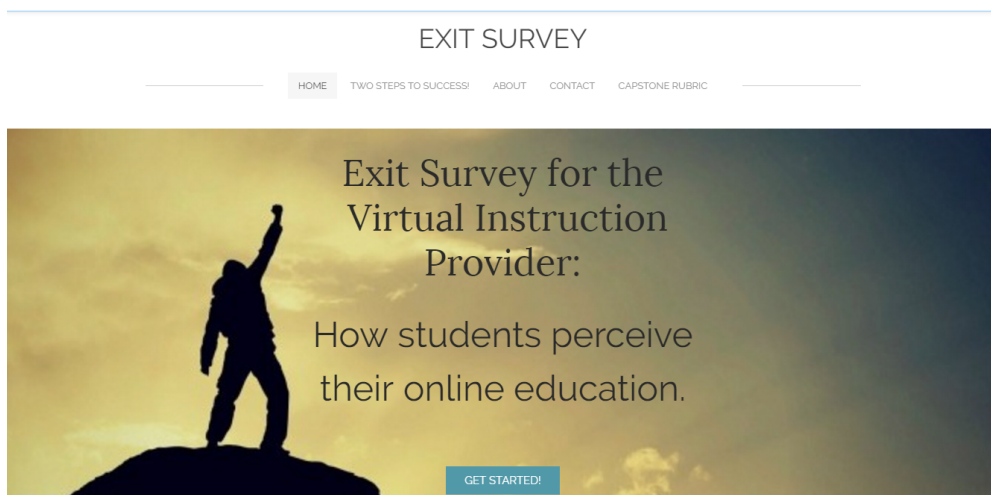 EXIT SURVEY
HOME TWO STEPS TO SUCCESS! ABOUT CONTACT CAPSTONE RUBRIC
Exit Survey for the
Virtual Instruction
Provider:
How students perceive
their online education.
GET STARTED!